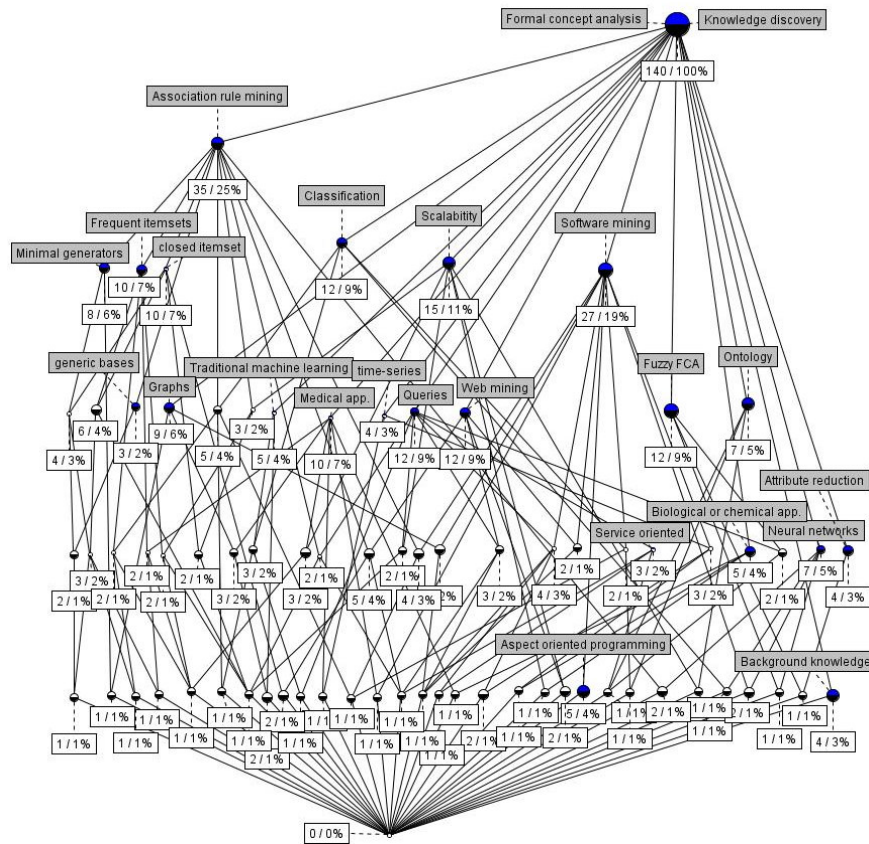 Formal concept analysis
Knowledge discovery
140 / 100%
Association rule mining
35 / 25%
Classification
Scalability
Software mining
Frequent itemsets
closed itemset
Minimal generators
10 / 7%
12 / 9%
15 / 11%
8 / 6%
10 / 7%
27 / 19%
generic bases
Traditional machine learning
time-series
Fuzzy FCA
Ontology
Graphs
Medical app.
Queries
Web mining
6 / 4%
9 / 6%
3 / 2%
4 / 3%
7 / 5%
4 / 3%
3 / 2%
5 / 4%
5 / 4%
10 / 7%
12 / 9%
12 / 9%
12 / 9%
Attribute reduction
Biological or chemical app.
Service oriented
Neural networks
3 / 2%
2 / 1%
2 / 1%
3 / 2%
2 / 1%
2 / 1%
2 / 1%
3 / 2%
5 / 4%
7 / 5%
2 / 1%
2 / 1%
2 / 1%
2 / 1%
3 / 2%
3 / 2%
5 / 4%
4 / 3%
3 / 2%
4 / 3%
2 / 1%
3 / 2%
2 / 1%
4 / 3%
Aspect oriented programming
Background knowledge
1 / 1%
1 / 1%
1 / 1%
1 / 1%
2 / 1%
1 / 1%
1 / 1%
1 / 1%
1 / 1%
1 / 1%
5 / 4%
1 / 1%
2 / 1%
1 / 1%
2 / 1%
1 / 1%
1 / 1%
1 / 1%
1 / 1%
1 / 1%
1 / 1%
1 / 1%
1 / 1%
1 / 1%
2 / 1%
1 / 1%
2 / 1%
1 / 1%
1 / 1%
1 / 1%
4 / 3%
2 / 1%
1 / 1%
0 / 0%